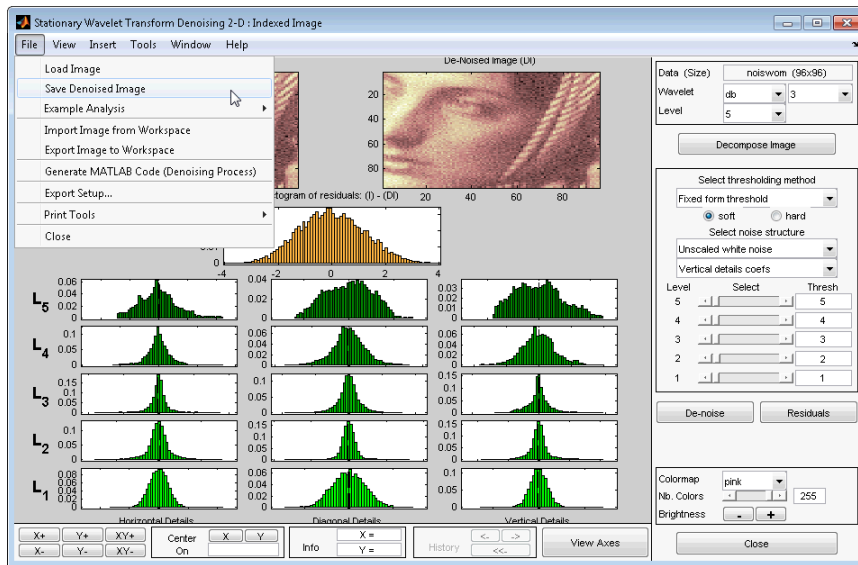 Stationary Wavelet Transform Denoising 2-D : Indexed Image
File View Insert Tools Window Help
Load Image
Save Denoised Image
Example Analysis
Import Image from Workspace
Export Image to Workspace
Generate MATLAB Code (Denoising Process)
Export Setup...
Print Tools
Close
De-Noised Image (DI)
20
40
60
80
20 40 60 80
togram of residuals: (I) - (DI)
0
-4 -2 0 2 4
L5
0.06
0.04
0.02
0
0.04
0.02
0
0.03
0.02
0.01
0
L4
0.1
0.05
0
0.06
0.04
0.02
0
0.06
0.04
0.02
0
L3
0.15
0.1
0.05
0
0.1
0.05
0
0.15
0.1
0.05
0
L2
0.1
0.05
0
0.15
0.1
0.05
0
0.1
0.05
0
L1
0.08
0.06
0.04
0.02
0
0.06
0.04
0.02
0
0.1
0.05
0
Horizontal Details Diagonal Details Vertical Details
X+ Y+ XY+
X- Y- XY-
Center On
X Y
Info
X =
Y =
History
<- ->
<<-
View Axes
Data (Size) noiswom (96x96)
Wavelet db 3
Level 5
Decompose Image
Select thresholding method
Fixed form threshold
soft hard
Select noise structure
Unscaled white noise
Vertical details coefs
Level Select Thresh
5 5
4 4
3 3
2 2
1 1
De-noise Residuals
Colormap pink
Nb. Colors 255
Brightness - +
Close